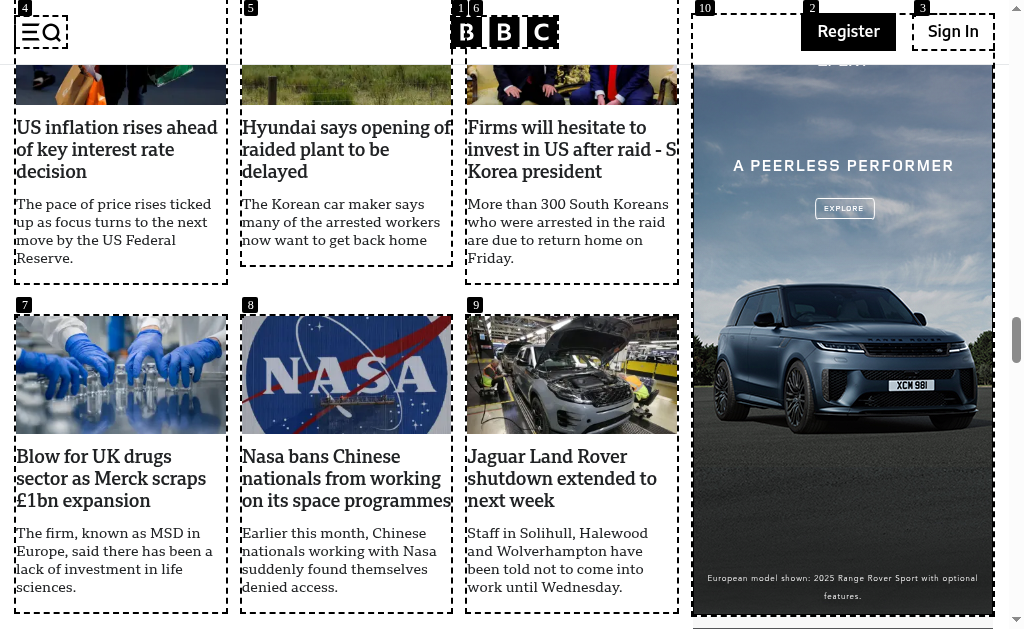 4
5
1 6
10
2
3
BBC
Register
Sign In
US inflation rises ahead
of key interest rate
decision
The pace of price rises ticked
up as focus turns to the next
move by the US Federal
Reserve.
Hyundai says opening of
raided plant to be
delayed
The Korean car maker says
many of the arrested workers
now want to get back home
Firms will hesitate to
invest in US after raid - S
Korea president
More than 300 South Koreans
who were arrested in the raid
are due to return home on
Friday.
7
Blow for UK drugs
sector as Merck scraps
£1bn expansion
The firm, known as MSD in
Europe, said there has been a
lack of investment in life
sciences.
8
NASA
Nasa bans Chinese
nationals from working
on its space programmes
Earlier this month, Chinese
nationals working with Nasa
suddenly found themselves
denied access.
9
Jaguar Land Rover
shutdown extended to
next week
Staff in Solihull, Halewood
and Wolverhampton have
been told not to come into
work until Wednesday.
A PEERLESS PERFORMER
EXPLORE
XCM 981
European model shown: 2025 Range Rover Sport with optional
features.